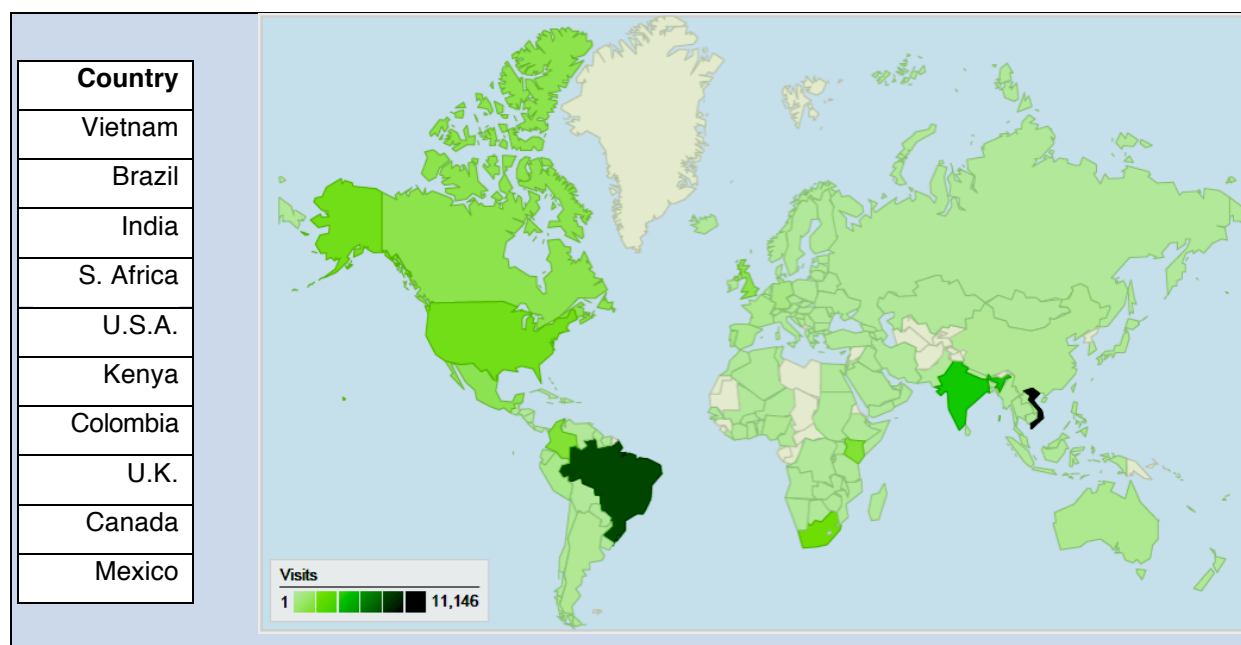 Country
Vietnam
Brazil
India
S. Africa
U.S.A.
Kenya
Colombia
U.K.
Canada
Mexico
Visits
1 11,146